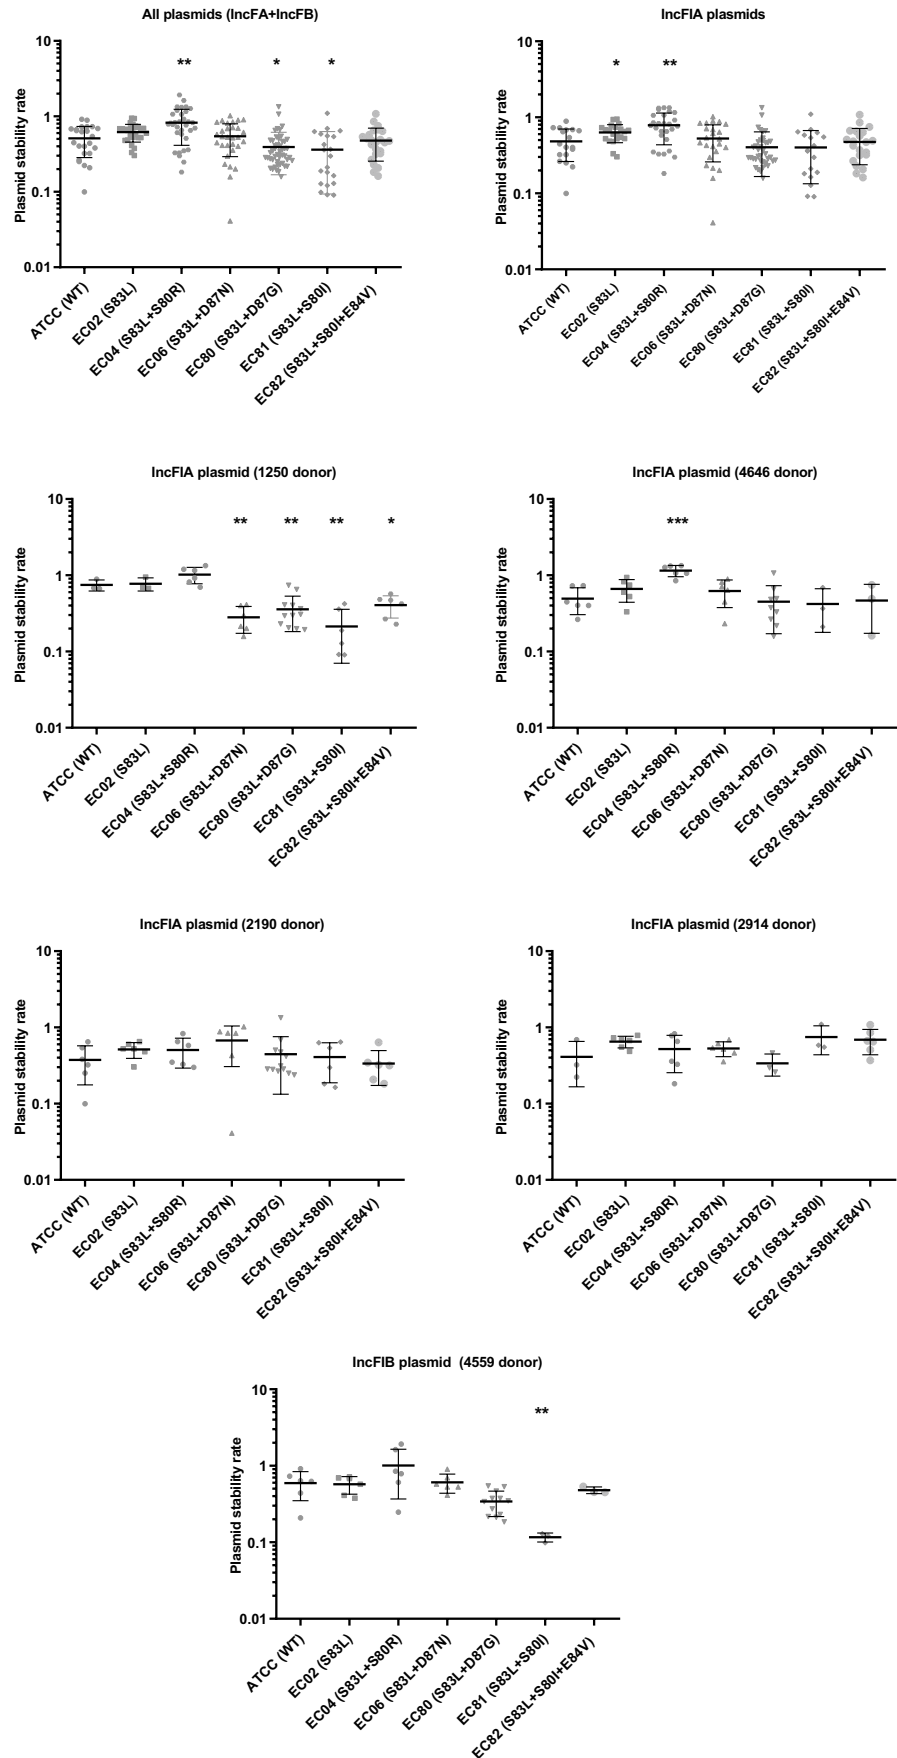 All plasmids (IncFA+IncFB)
Plasmid stability rate
10
1
0.1
0.01
** * *
ATCC (WT)
EC02 (S83L)
EC04 (S83L+S80R)
EC06 (S83L+D87N)
EC80 (S83L+D87G)
EC81 (S83L+S80I)
EC82 (S83L+S80I+E84V)
IncFIA plasmids
Plasmid stability rate
10
1
0.1
0.01
* **
ATCC (WT)
EC02 (S83L)
EC04 (S83L+S80R)
EC06 (S83L+D87N)
EC80 (S83L+D87G)
EC81 (S83L+S80I)
EC82 (S83L+S80I+E84V)
IncFIA plasmid (1250 donor)
Plasmid stability rate
10
1
0.1
0.01
** ** ** *
ATCC (WT)
EC02 (S83L)
EC04 (S83L+S80R)
EC06 (S83L+D87N)
EC80 (S83L+D87G)
EC81 (S83L+S80I)
EC82 (S83L+S80I+E84V)
IncFIA plasmid (4646 donor)
Plasmid stability rate
10
1
0.1
0.01
***
ATCC (WT)
EC02 (S83L)
EC04 (S83L+S80R)
EC06 (S83L+D87N)
EC80 (S83L+D87G)
EC81 (S83L+S80I)
EC82 (S83L+S80I+E84V)
IncFIA plasmid (2190 donor)
Plasmid stability rate
10
1
0.1
0.01
ATCC (WT)
EC02 (S83L)
EC04 (S83L+S80R)
EC06 (S83L+D87N)
EC80 (S83L+D87G)
EC81 (S83L+S80I)
EC82 (S83L+S80I+E84V)
IncFIA plasmid (2914 donor)
Plasmid stability rate
10
1
0.1
0.01
ATCC (WT)
EC02 (S83L)
EC04 (S83L+S80R)
EC06 (S83L+D87N)
EC80 (S83L+D87G)
EC81 (S83L+S80I)
EC82 (S83L+S80I+E84V)
IncFIB plasmid (4559 donor)
Plasmid stability rate
10
1
0.1
0.01
**
ATCC (WT)
EC02 (S83L)
EC04 (S83L+S80R)
EC06 (S83L+D87N)
EC80 (S83L+D87G)
EC81 (S83L+S80I)
EC82 (S83L+S80I+E84V)